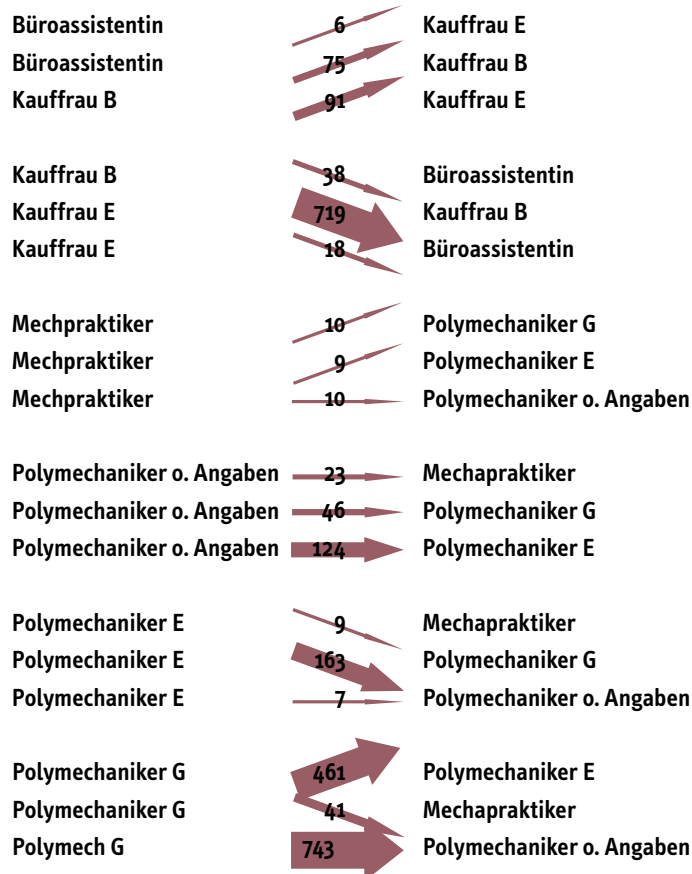 Büroassistentin 6 Kauffrau E
Büroassistentin 75 Kauffrau B
Kauffrau B 91 Kauffrau E
Kauffrau B 38 Büroassistentin
Kauffrau E 719 Kauffrau B
Kauffrau E 18 Büroassistentin
Mechpraktiker 10 Polymechaniker G
Mechpraktiker 9 Polymechaniker E
Mechpraktiker 10 Polymechaniker o. Angaben
Polymechaniker o. Angaben 23 Mechapraktiker
Polymechaniker o. Angaben 46 Polymechaniker G
Polymechaniker o. Angaben 124 Polymechaniker E
Polymechaniker E 9 Mechapraktiker
Polymechaniker E 163 Polymechaniker G
Polymechaniker E 7 Polymechaniker o. Angaben
Polymechaniker G 461 Polymechaniker E
Polymechaniker G 41 Mechapraktiker
Polymech G 743 Polymechaniker o. Angaben